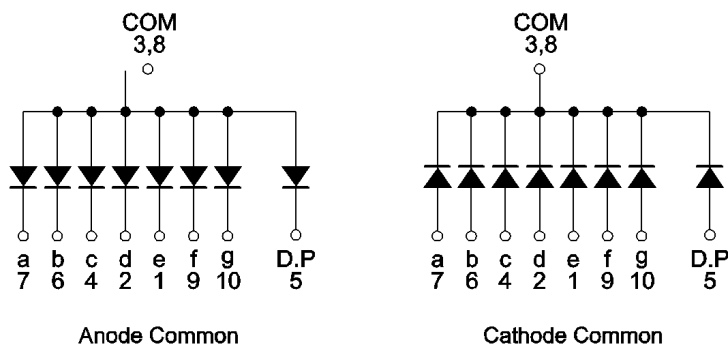 COM
3,8
a b c d e f g D.P
7 6 4 2 1 9 10 5
Anode Common
COM
3,8
a b c d e f g D.P
7 6 4 2 1 9 10 5
Cathode Common